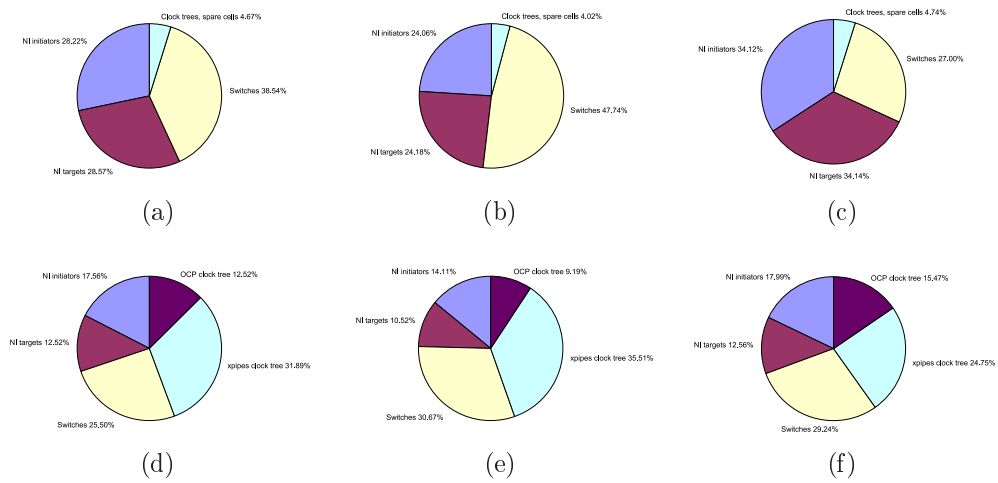 Clock trees, spare cells 4.67%
NI initiators 28.22%
Switches 38.54%
NI targets 28.57%
(a)
Clock trees, spare cells 4.02%
NI initiators 24.06%
Switches 47.74%
NI targets 24.18%
(b)
Clock trees, spare cells 4.74%
NI initiators 34.12%
Switches 27.00%
NI targets 34.14%
(c)
OCP clock tree 12.52%
NI initiators 17.56%
NI targets 12.52%
xpipes clock tree 31.89%
Switches 25.50%
(d)
OCP clock tree 9.19%
NI initiators 14.11%
NI targets 10.52%
xpipes clock tree 35.51%
Switches 30.67%
(e)
OCP clock tree 15.47%
NI initiators 17.99%
NI targets 12.56%
xpipes clock tree 24.75%
Switches 29.24%
(f)